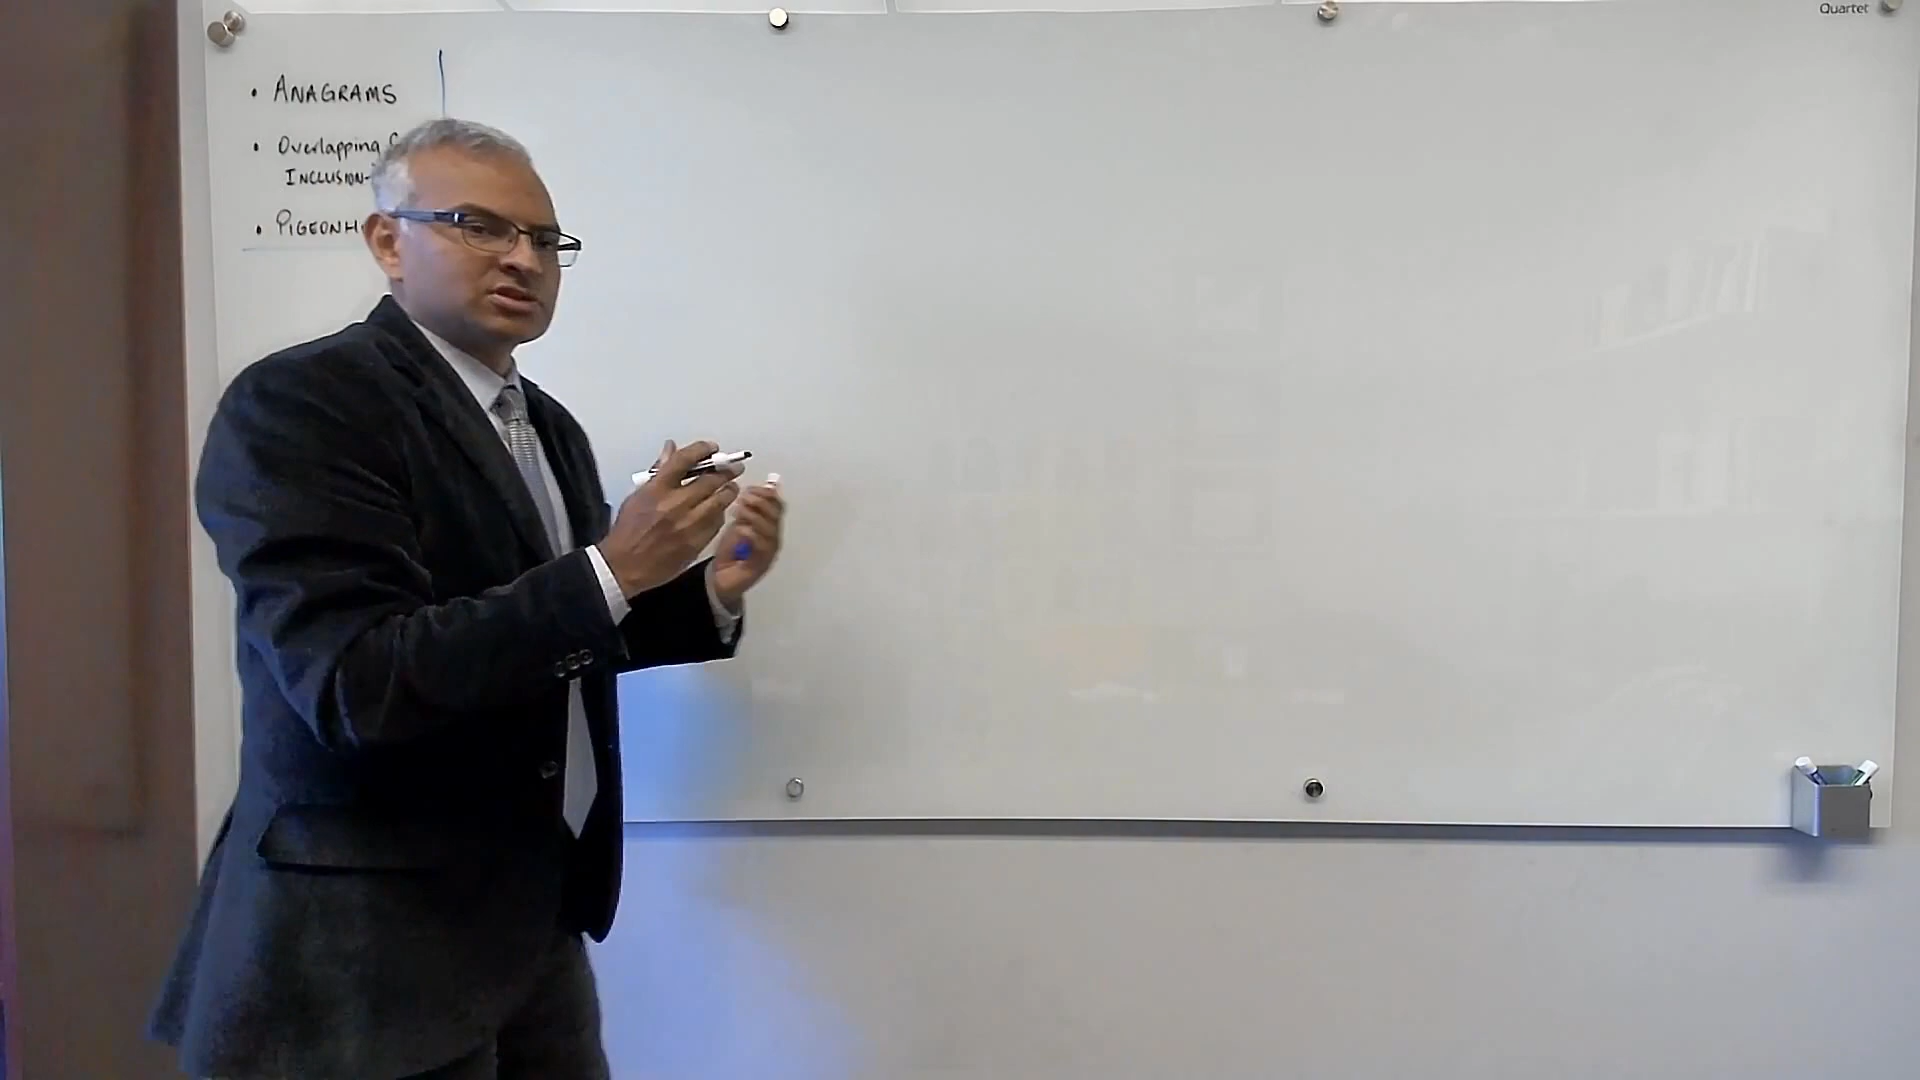 Quartet
• ANAGRAMS
• Overlapping
INCLUSION-
• PIGEONH